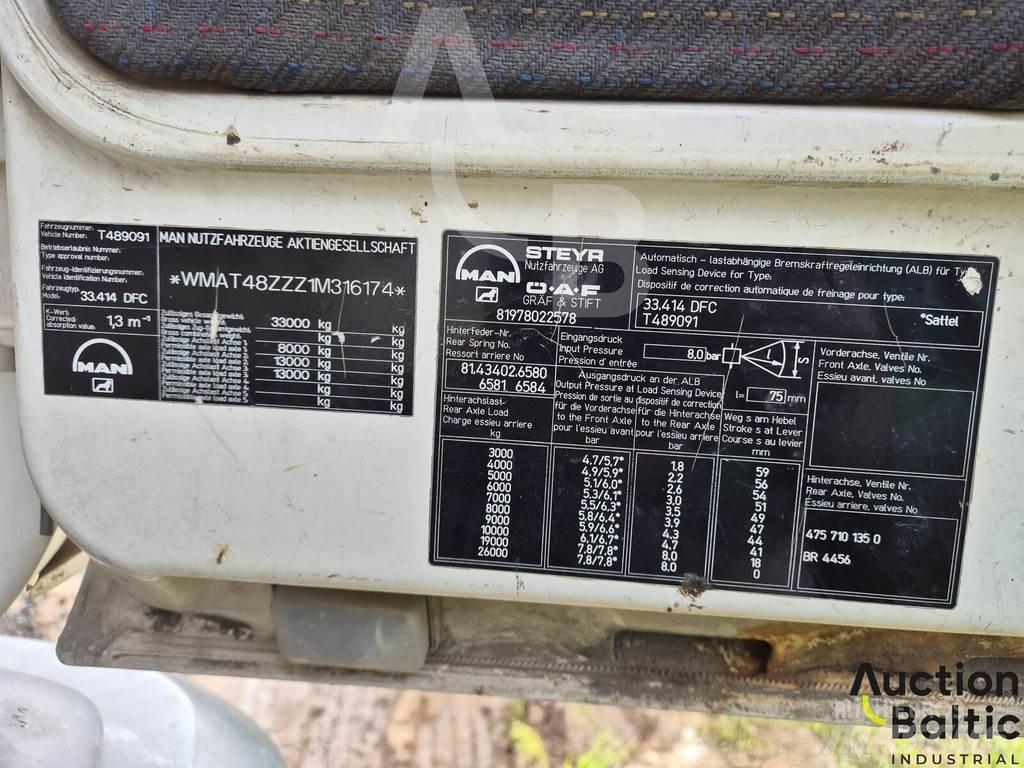 Fahrzeugnummer:
Vehicle Number: T489091
Betriebserlaubnis Nummer:
Type approval number:
Fahrzeug-Identifizierungsnummer:
Vehicle Identification number:
Fahrzeugtyp:
Model: 33.414 DFC
K-Wert:
Corrected absorption value: 1,3 m⁻¹
MAN
MAN NUTZFAHRZEUGE AKTIENGESELLSCHAFT
*WMAT48ZZZ1M316174*
33000 kg kg
kg kg
8000 kg kg
13000 kg kg
13000 kg kg
kg kg
MAN
STEYR
Nutzfahrzeuge AG
Ö·A·F
GRÄF & STIFT
81978022578
Automatisch - lastabhängige Bremskraftregeleinrichtung (ALB) für Typ
Load Sensing Device for Type:
Dispositif de correction automatique de freinage pour type:
33.414 DFC *Sattel
T489091
Hinterfeder-Nr.
Rear Spring No.
Ressort arriere No
81.43402.6580
6581 6584
Eingangsdruck
Input Pressure 8.0 bar
Pression d' entrée
S
l= 75 mm
Vorderachse, Ventile Nr.
Front Axle, Valves No.
Essieu avant, valves No
Hinterachslast
Rear Axle Load
Charge essieu arriere
kg
Ausgangsdruck an der ALB
Output Pressure at Load Sensing Device
Pression de sortie au dispositif de correction
für die Vorderachse
to the Front Axle
pour l'essieu avant
bar
für die Hinterachse
to the Rear Axle
pour l'essieu arriere
bar
Weg s am Hebel
Stroke s at Lever
Course s au levier
mm
3000 4.7/5.7* 1.8 59
4000 4.9/5.9* 2.2 56
5000 5.1/6.0* 2.6 54
6000 5.3/6.1* 3.0 51
7000 5.5/6.3* 3.5 49
8000 5.8/6.4* 3.9 47
9000 5.9/6.6* 4.3 44
10000 6.1/6.7* 4.7 41
19000 7.8/7.8* 8.0 18
26000 7.8/7.8* 8.0 0
Hinterachse, Ventile Nr.
Rear Axle, Valves No.
Essieu arriere, valves No
475 710 135 0
BR 4456
B
Auction
Baltic
INDUSTRIAL